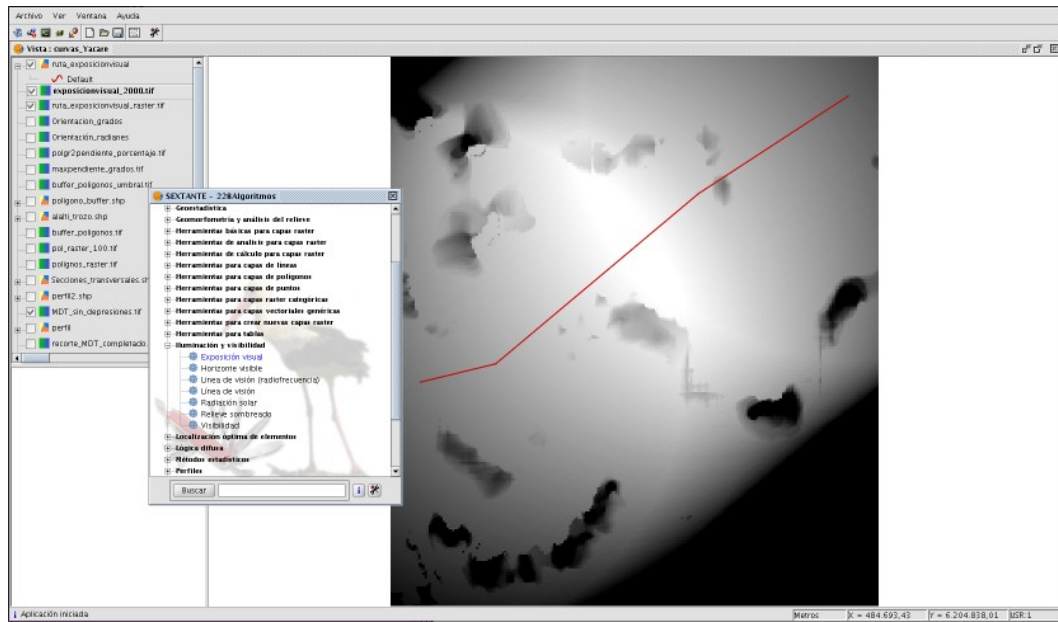 Archivo Ver Ventana Ayuda
Vista : curvas_Yacare
ruta_exposicionvisual
Default
exposicionvisual_2000.tif
ruta_exposicionvisual_raster.tif
Orientacion_grados
Orientación_radianes
polgr2pendiente_porcentaje.tif
maxpendiente_grados.tif
buffer_poligonos_umbral.tif
poligono_buffer.shp
alalti_trozo.shp
buffer_poligonos.tif
pol_raster_100.tif
polignos_raster.tif
Secciones_transversales.sh
perfil2.shp
MDT_sin_depresiones.tif
perfil
recorte_MDT_completado.
SEXTANTE - 228Algoritmos
Geoestadística
Geomorfometría y análisis del relieve
Herramientas básicas para capas raster
Herramientas de analisis para capas raster
Herramientas de cálculo para capas raster
Herramientas para capas de líneas
Herramientas para capas de polígonos
Herramientas para capas de puntos
Herramientas para capas raster categóricas
Herramientas para capas vectoriales genéricas
Herramientas para crear nuevas capas raster
Herramientas para tablas
Iluminación y visibilidad
Exposición visual
Horizonte visible
Línea de visión (radiofrecuencia)
Línea de visión
Radiación solar
Relieve sombreado
Visibilidad
Localización óptima de elementos
Lógica difusa
Métodos estadísticos
Perfiles
Buscar
Aplicación iniciada
Metros
X = 484.693,43
Y = 6.204.838,01
USR:1